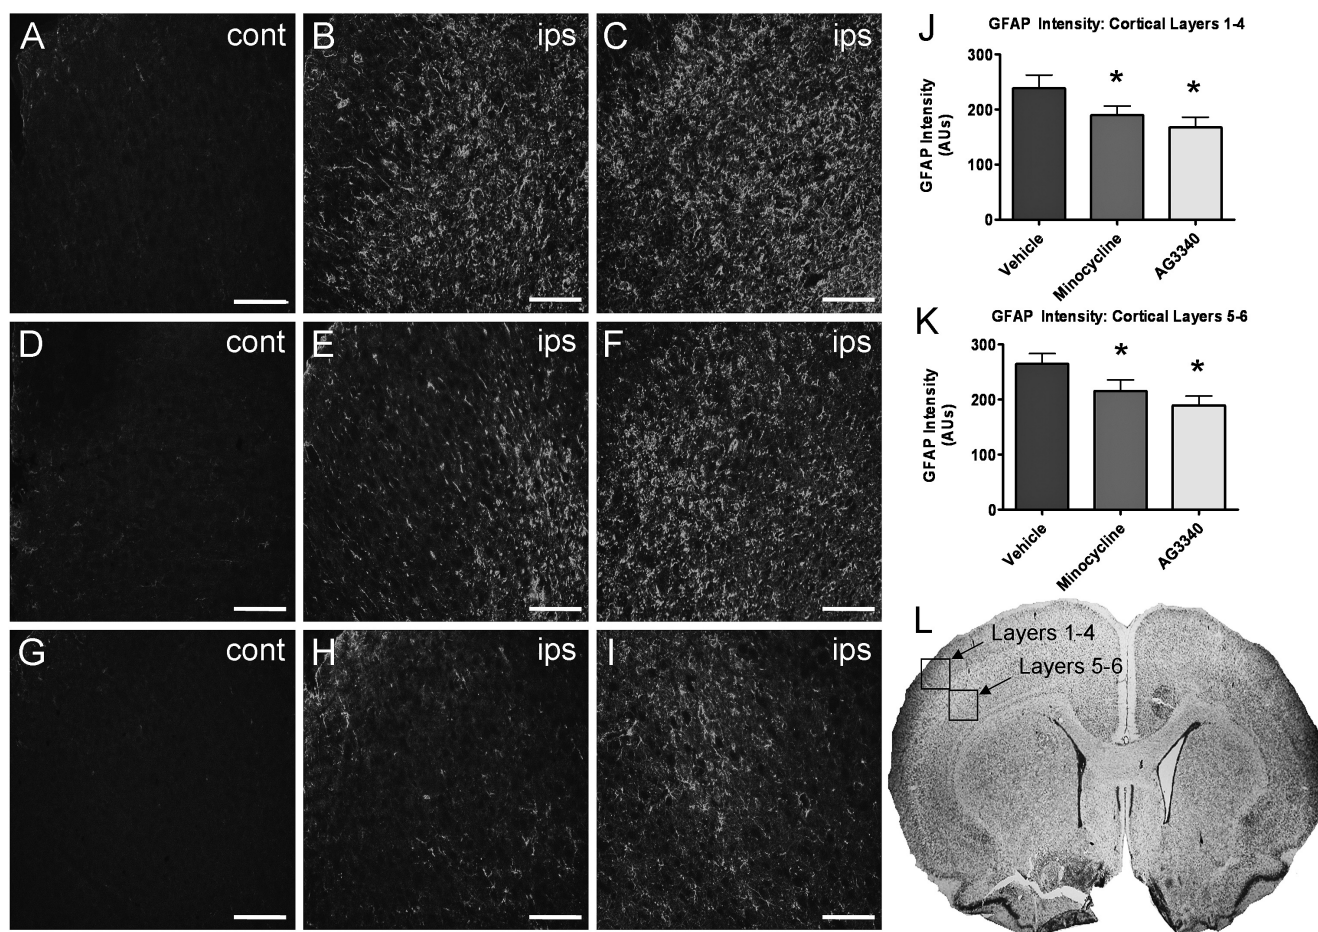 A cont
B ips
C ips
D cont
E ips
F ips
G cont
H ips
I ips
J
GFAP Intensity: Cortical Layers 1-4
GFAP Intensity
(AUs)
300
200
100
0
Vehicle
Minocycline
AG3340
* *
K
GFAP Intensity: Cortical Layers 5-6
GFAP Intensity
(AUs)
300
200
100
0
Vehicle
Minocycline
AG3340
* *
L
Layers 1-4
Layers 5-6